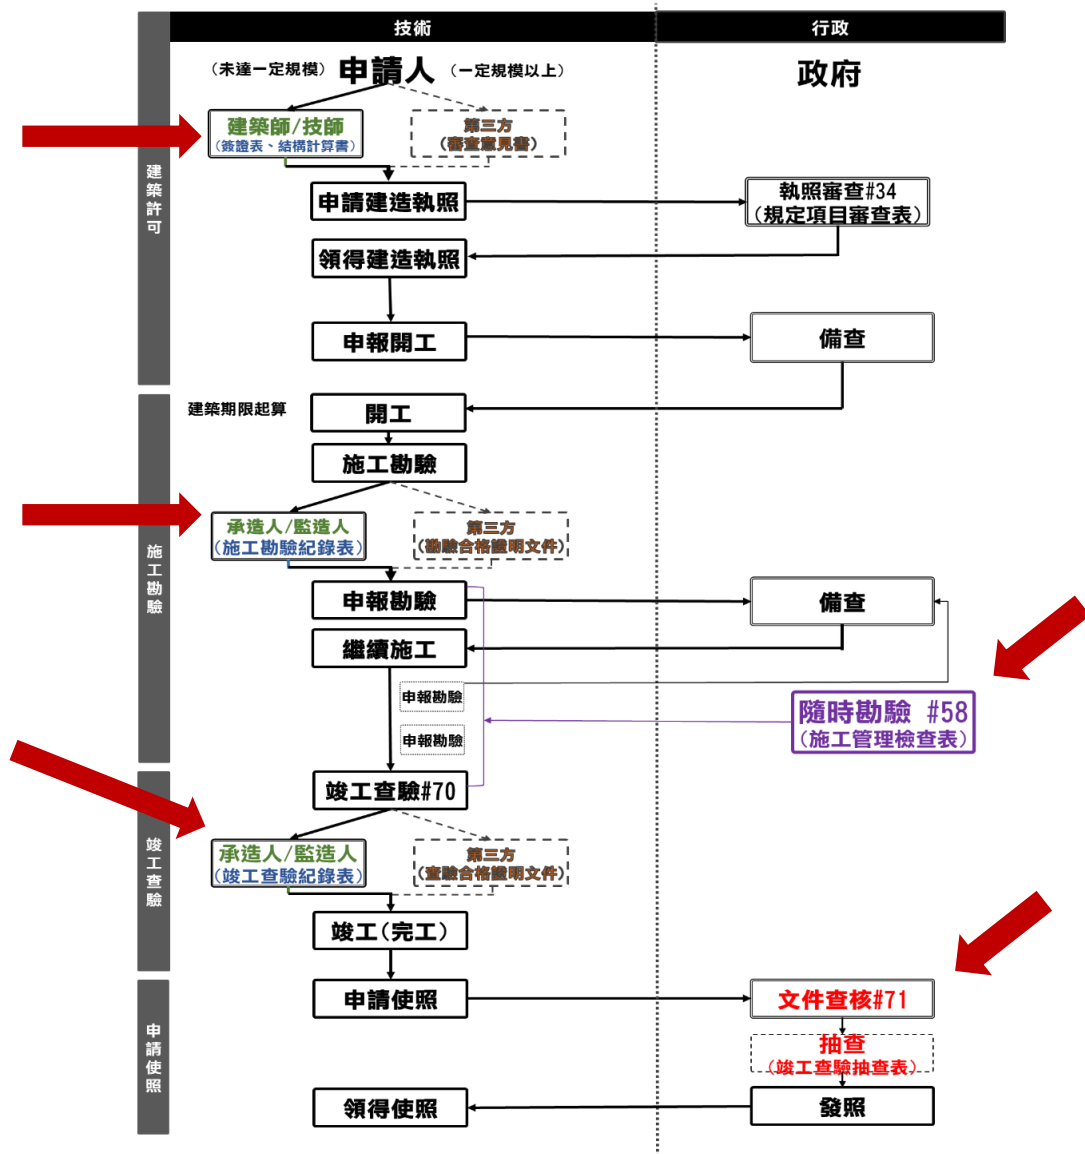 技術
行政
(未達一定規模)
申請人
(一定規模以上)
政府
建築許可
建築師/技師
(簽證表、結構計算書)
第三方
(審查意見書)
申請建造執照
執照審查#34
(規定項目審查表)
領得建造執照
申報開工
備查
建築期限起算
開工
施工勘驗
施工勘驗
承造人/監造人
(施工勘驗紀錄表)
第三方
(勘驗合格證明文件)
申報勘驗
備查
繼續施工
申報勘驗
隨時勘驗 #58
(施工管理檢查表)
申報勘驗
竣工查驗#70
竣工查驗
承造人/監造人
(竣工查驗紀錄表)
第三方
(查驗合格證明文件)
竣工(完工)
申請使照
申請使照
文件查核#71
抽查
(竣工查驗抽查表)
領得使照
發照